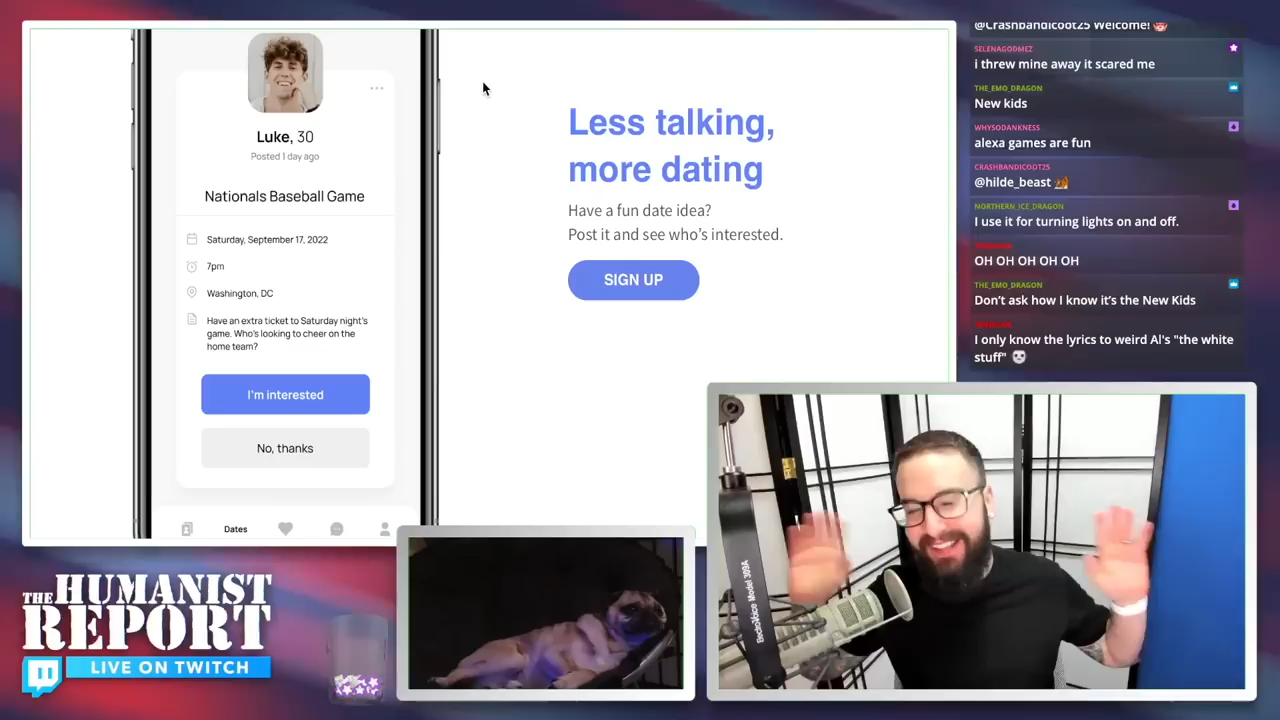 Luke, 30
Posted 1 day ago
Nationals Baseball Game
Saturday, September 17, 2022
7pm
Washington, DC
Have an extra ticket to Saturday night's
game. Who's looking to cheer on the
home team?
I'm interested
No, thanks
Dates
Less talking,
more dating
Have a fun date idea?
Post it and see who's interested.
SIGN UP
@Crashbandicoot25 Welcome!
SELENAGODMEZ
i threw mine away it scared me
THE_EMO_DRAGON
New kids
WHYSODANKNESS
alexa games are fun
CRASHBANDICOOT25
@hilde_beast
NORTHERN_ICE_DRAGON
I use it for turning lights on and off.
OH OH OH OH OH
THE_EMO_DRAGON
Don't ask how I know it's the New Kids
I only know the lyrics to weird Al's "the white
stuff"
THE HUMANIST
REPORT
LIVE ON TWITCH
ElectroVoice Model 309A